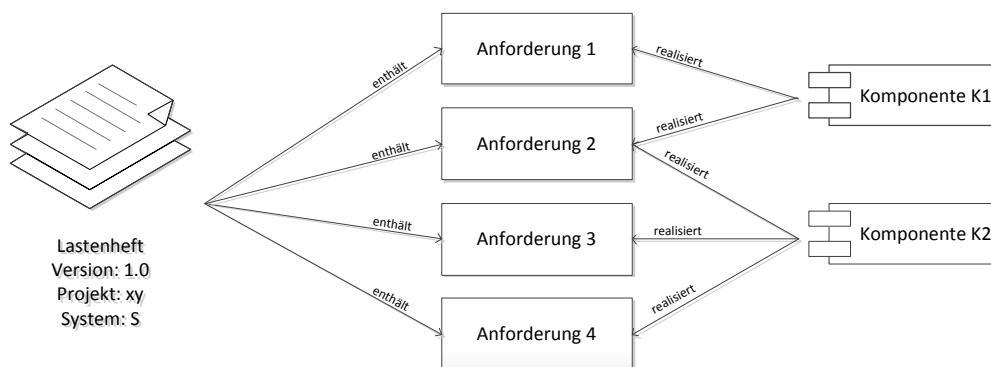 Anforderung 1
enthält
realisiert
Komponente K1
Anforderung 2
enthält
realisiert
realisiert
Anforderung 3
enthält
realisiert
Komponente K2
Anforderung 4
enthält
realisiert
Lastenheft
Version: 1.0
Projekt: xy
System: S